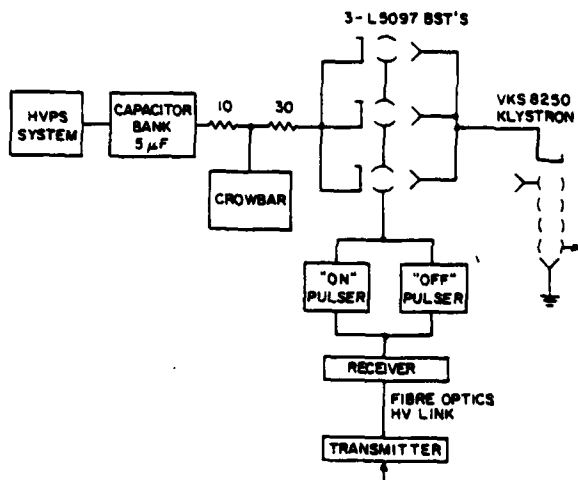 3-L5097 BST'S
HVPS
SYSTEM
CAPACITOR
BANK
5 μF
10
30
CROWBAR
VKS 8250
KLYSTRON
"ON"
PULSER
"OFF"
PULSER
RECEIVER
FIBRE OPTICS
HV LINK
TRANSMITTER